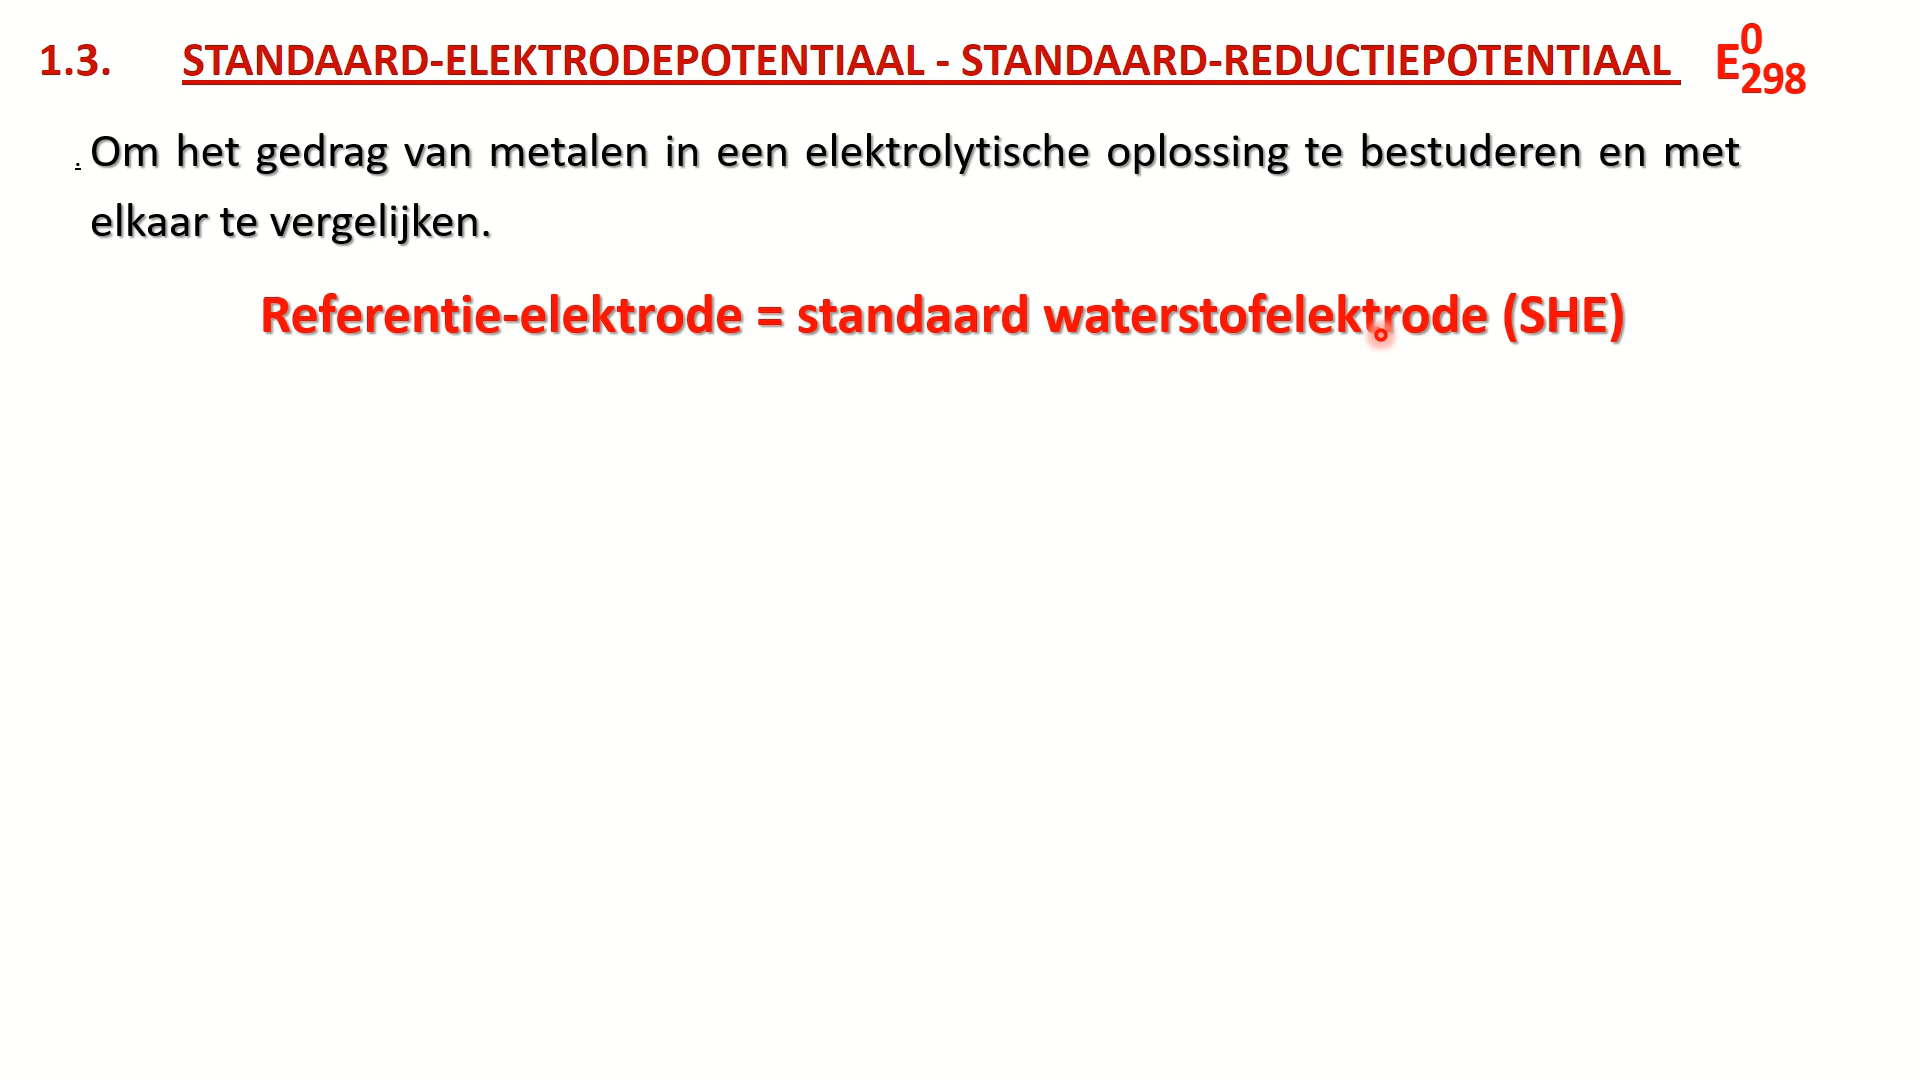 1.3. STANDAARD-ELEKTRODEPOTENTIAAL - STANDAARD-REDUCTIEPOTENTIAAL E⁰₂₉₈
. Om het gedrag van metalen in een elektrolytische oplossing te bestuderen en met
elkaar te vergelijken.
Referentie-elektrode = standaard waterstofelektrode (SHE)